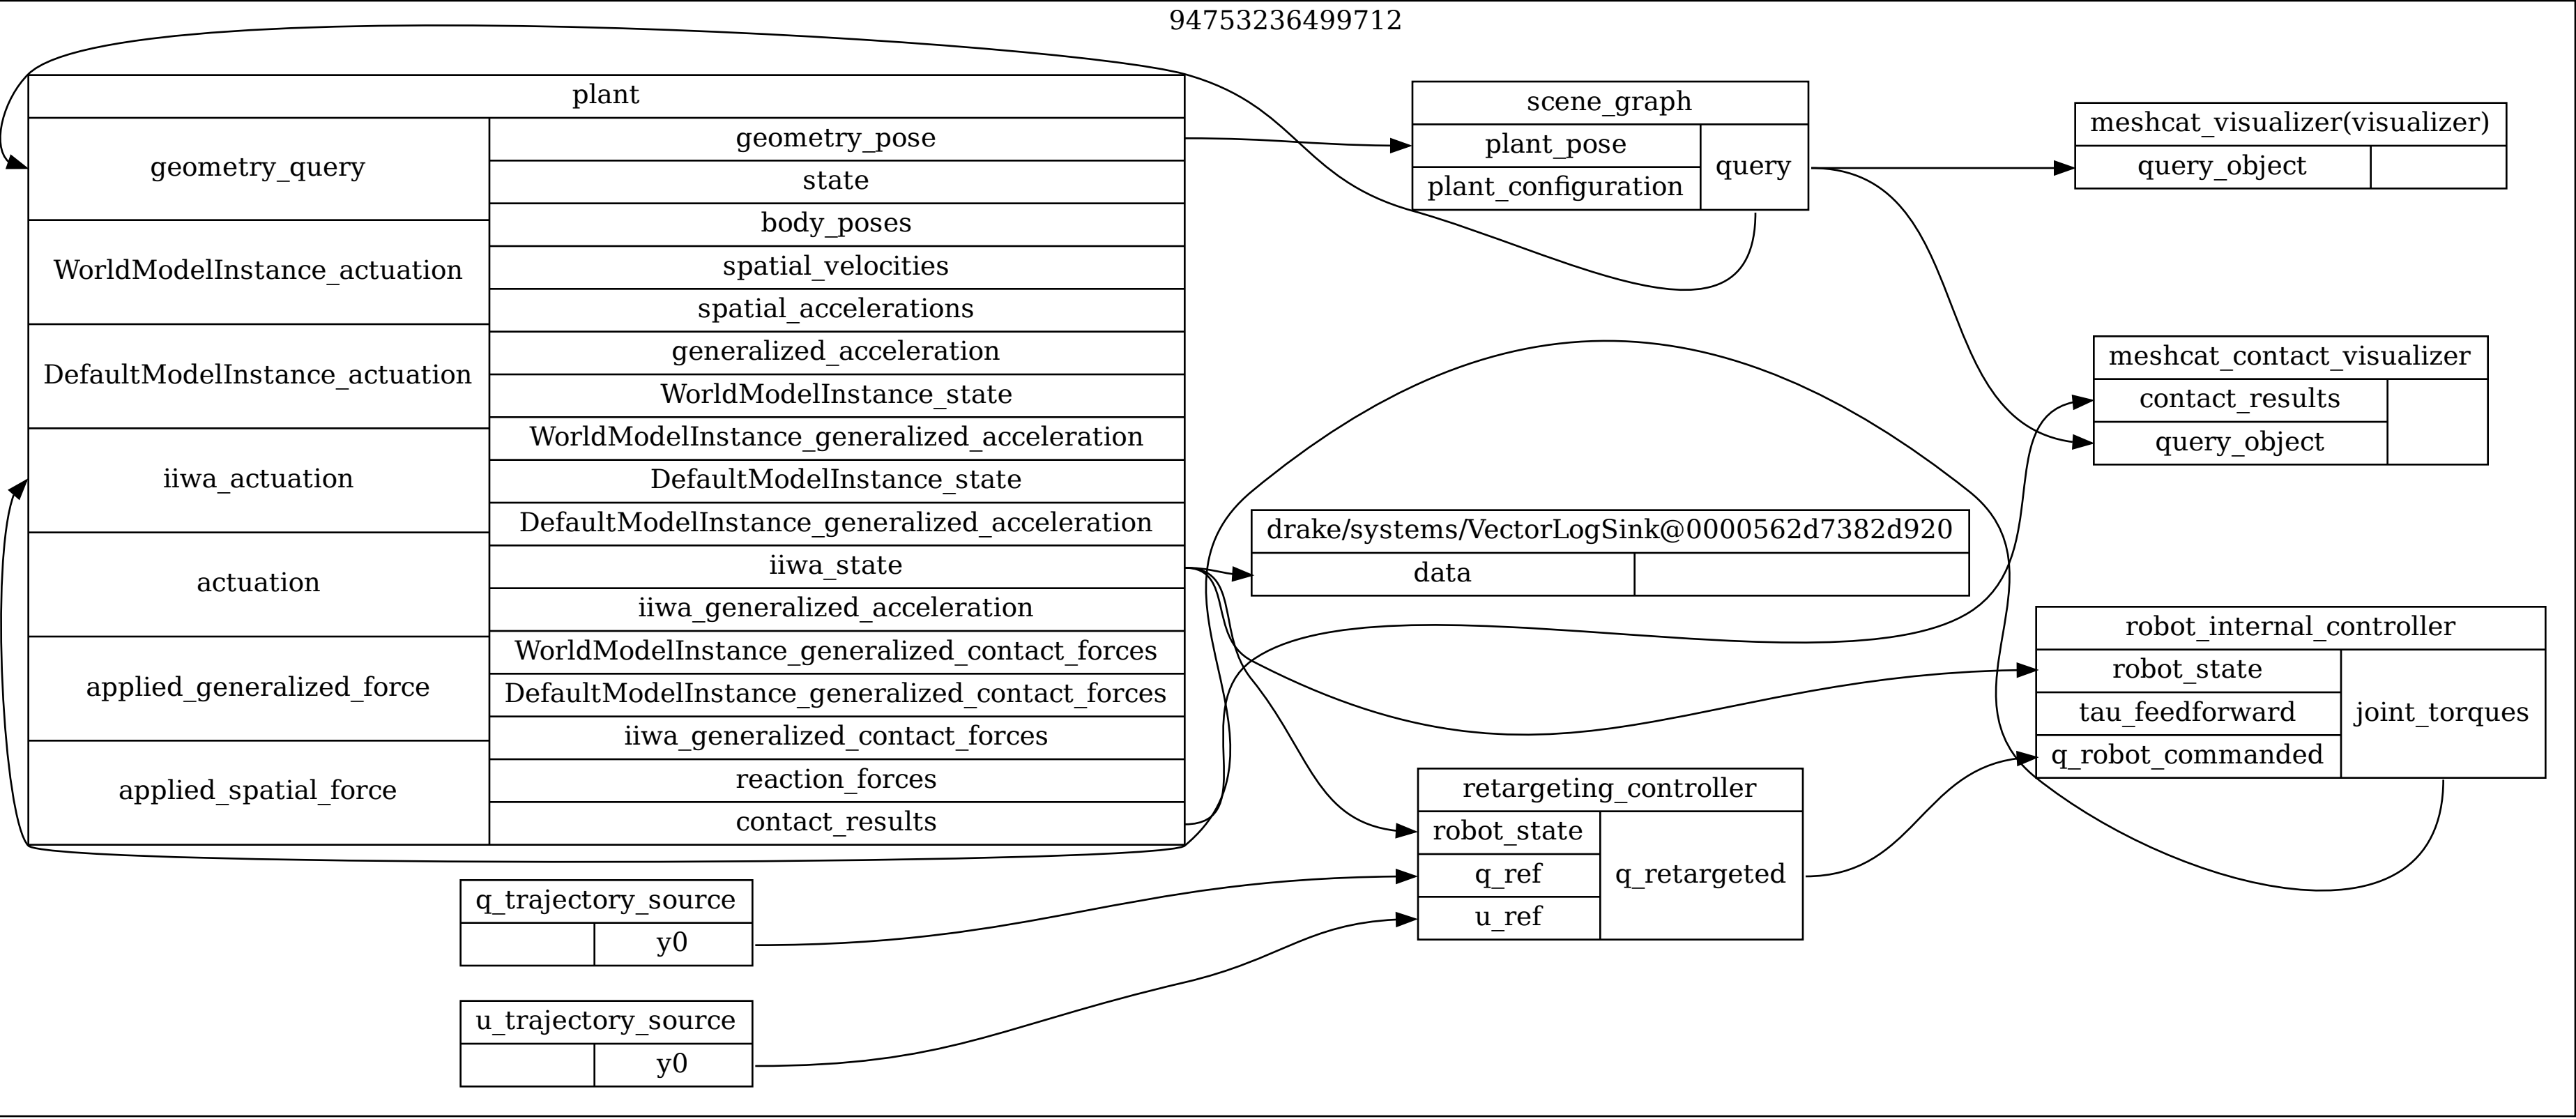 94753236499712
plant
geometry_query
WorldModelInstance_actuation
DefaultModelInstance_actuation
iiwa_actuation
actuation
applied_generalized_force
applied_spatial_force
geometry_pose
state
body_poses
spatial_velocities
spatial_accelerations
generalized_acceleration
WorldModelInstance_state
WorldModelInstance_generalized_acceleration
DefaultModelInstance_state
DefaultModelInstance_generalized_acceleration
iiwa_state
iiwa_generalized_acceleration
WorldModelInstance_generalized_contact_forces
DefaultModelInstance_generalized_contact_forces
iiwa_generalized_contact_forces
reaction_forces
contact_results
scene_graph
plant_pose
plant_configuration
query
meshcat_visualizer(visualizer)
query_object
meshcat_contact_visualizer
contact_results
query_object
drake/systems/VectorLogSink@0000562d7382d920
data
robot_internal_controller
robot_state
tau_feedforward
q_robot_commanded
joint_torques
retargeting_controller
robot_state
q_ref
u_ref
q_retargeted
q_trajectory_source
y0
u_trajectory_source
y0